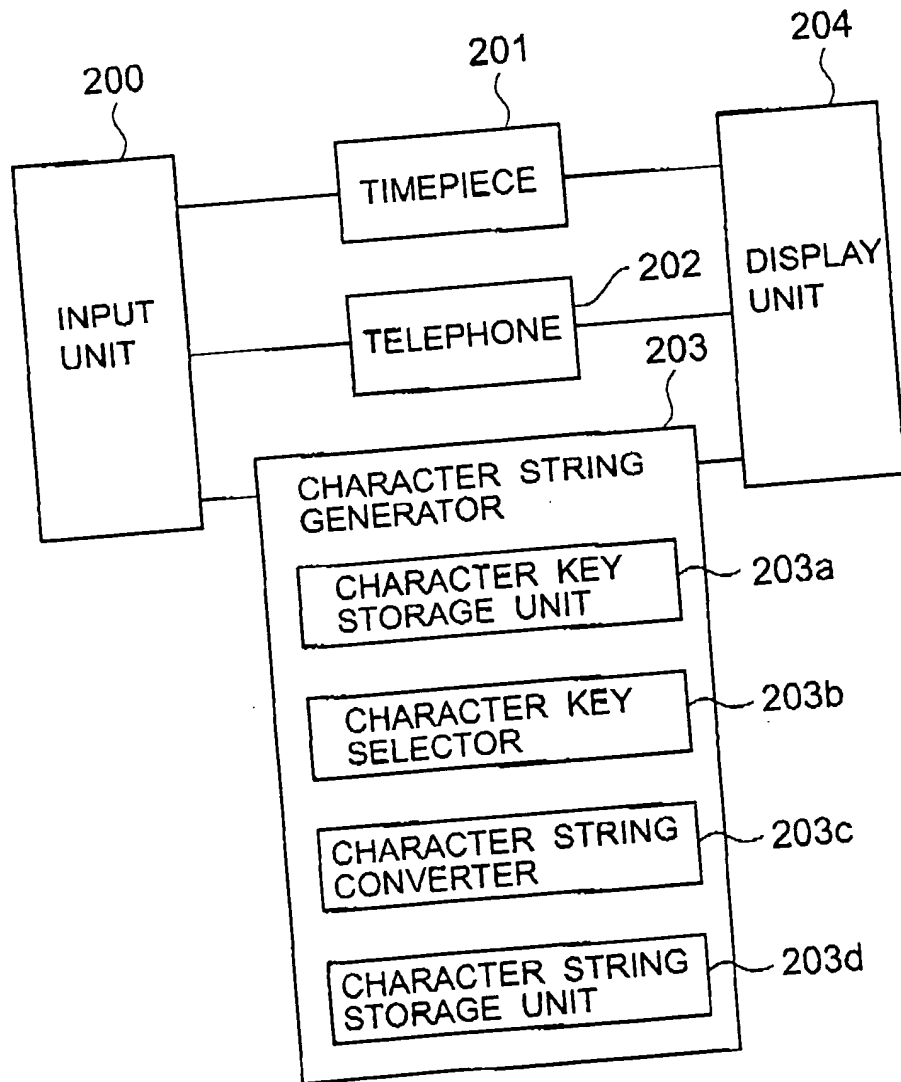 200
201
204
TIMEPIECE
INPUT
UNIT
202
DISPLAY
UNIT
TELEPHONE
203
CHARACTER STRING
GENERATOR
CHARACTER KEY
STORAGE UNIT
203a
CHARACTER KEY
SELECTOR
203b
CHARACTER STRING
CONVERTER
203c
CHARACTER STRING
STORAGE UNIT
203d